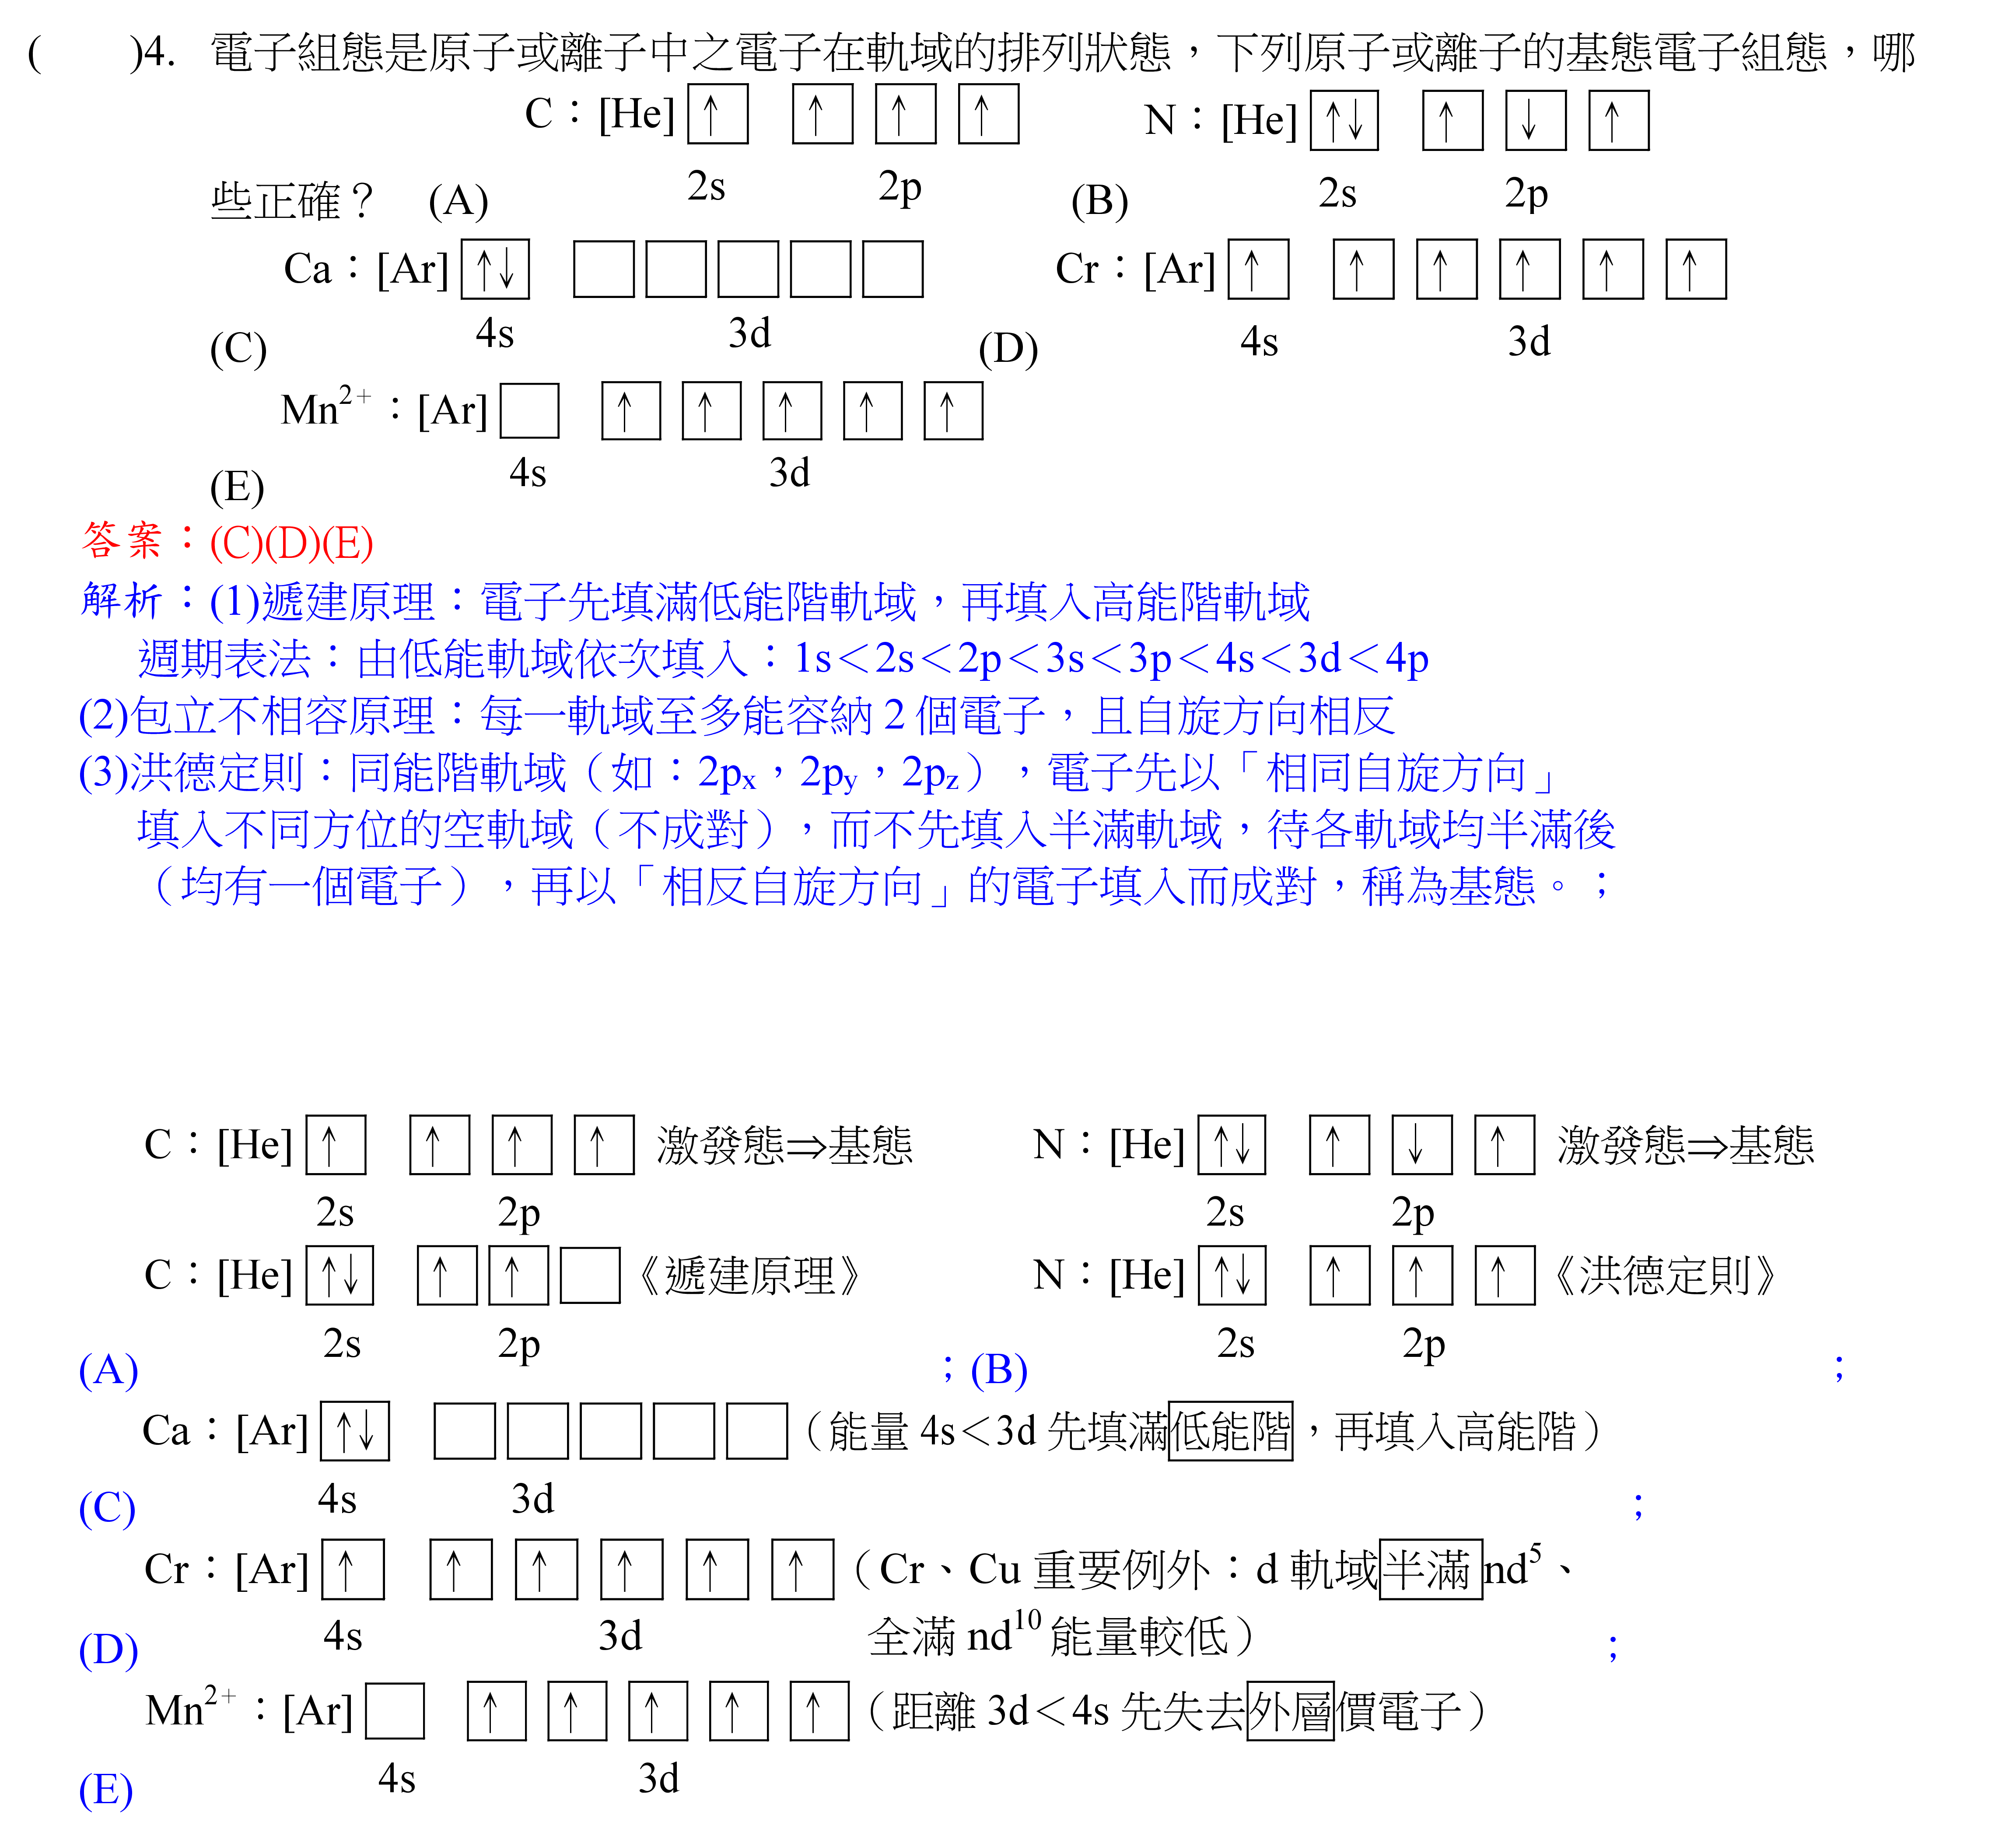 (　　)4. 電子組態是原子或離子中之電子在軌域的排列狀態，下列原子或離子的基態電子組態，哪
C：[He] ↑ ↑ ↑ ↑ N：[He] ↑↓ ↑ ↓ ↑
些正確？ (A) 2s 2p (B) 2s 2p
Ca：[Ar] ↑↓ Cr：[Ar] ↑ ↑ ↑ ↑ ↑ ↑
(C) 4s 3d (D) 4s 3d
Mn²⁺：[Ar] ↑ ↑ ↑ ↑ ↑
(E) 4s 3d
答案：(C)(D)(E)
解析：(1)遞建原理：電子先填滿低能階軌域，再填入高能階軌域
週期表法：由低能軌域依次填入：1s＜2s＜2p＜3s＜3p＜4s＜3d＜4p
(2)包立不相容原理：每一軌域至多能容納 2 個電子，且自旋方向相反
(3)洪德定則：同能階軌域（如：2pₓ，2pᵧ，2p_z），電子先以「相同自旋方向」
填入不同方位的空軌域（不成對），而不先填入半滿軌域，待各軌域均半滿後
（均有一個電子），再以「相反自旋方向」的電子填入而成對，稱為基態。；
C：[He] ↑ ↑ ↑ ↑ 激發態⇒基態 N：[He] ↑↓ ↑ ↓ ↑ 激發態⇒基態
2s 2p 2s 2p
C：[He] ↑↓ ↑ ↑ 《遞建原理》 N：[He] ↑↓ ↑ ↑ ↑ 《洪德定則》
(A) 2s 2p ；(B) 2s 2p ；
Ca：[Ar] ↑↓ （能量 4s＜3d 先填滿低能階，再填入高能階）
(C) 4s 3d ；
Cr：[Ar] ↑ ↑ ↑ ↑ ↑ ↑ （Cr、Cu 重要例外：d 軌域半滿 nd⁵、
(D) 4s 3d 全滿 nd¹⁰ 能量較低） ；
Mn²⁺：[Ar] ↑ ↑ ↑ ↑ ↑ （距離 3d＜4s 先失去外層價電子）
(E) 4s 3d